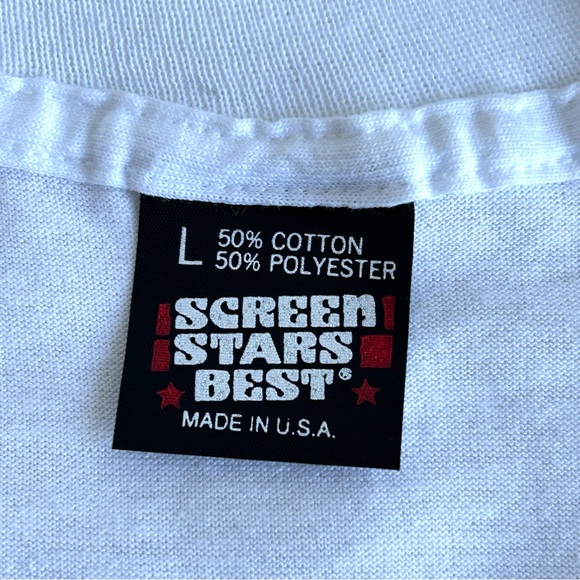 L 50% COTTON
50% POLYESTER
SCREEN
STARS
BEST®
MADE IN U.S.A.